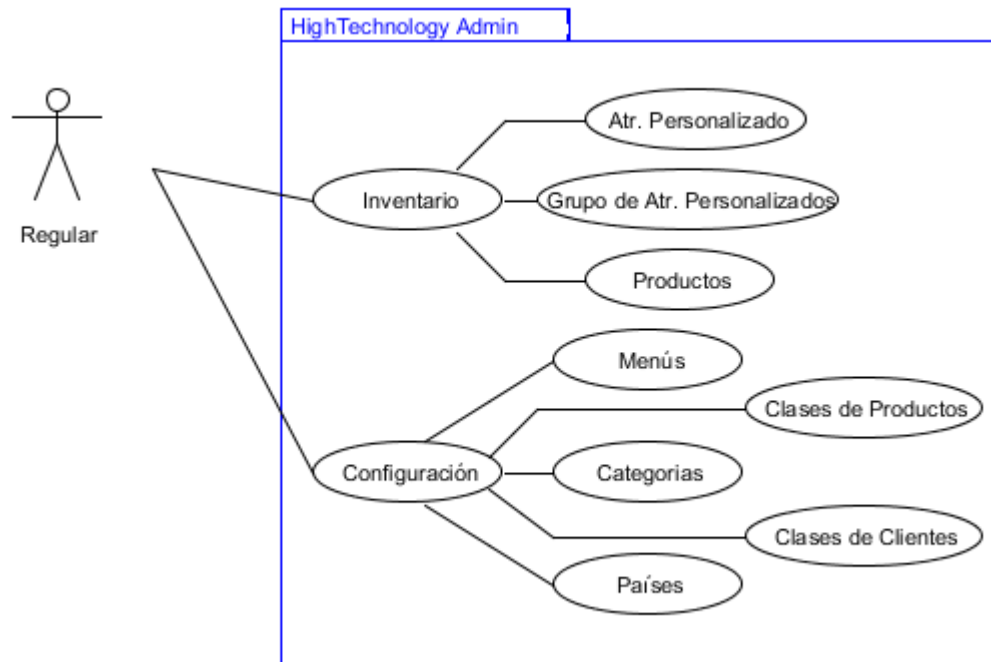 HighTechnology Admin
Atr. Personalizado
Inventario
Grupo de Atr. Personalizados
Regular
Productos
Menús
Clases de Productos
Configuración
Categorias
Clases de Clientes
Países